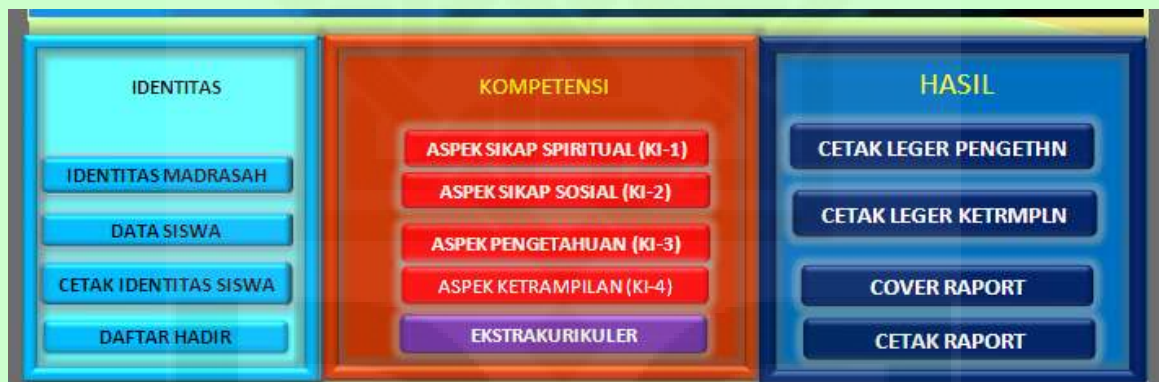 IDENTITAS
IDENTITAS MADRASAH
DATA SISWA
CETAK IDENTITAS SISWA
DAFTAR HADIR
KOMPETENSI
ASPEK SIKAP SPIRITUAL (KI-1)
ASPEK SIKAP SOSIAL (KI-2)
ASPEK PENGETAHUAN (KI-3)
ASPEK KETRAMPILAN (KI-4)
EKSTRAKURIKULER
HASIL
CETAK LEGER PENGETHN
CETAK LEGER KETRMPLN
COVER RAPORT
CETAK RAPORT